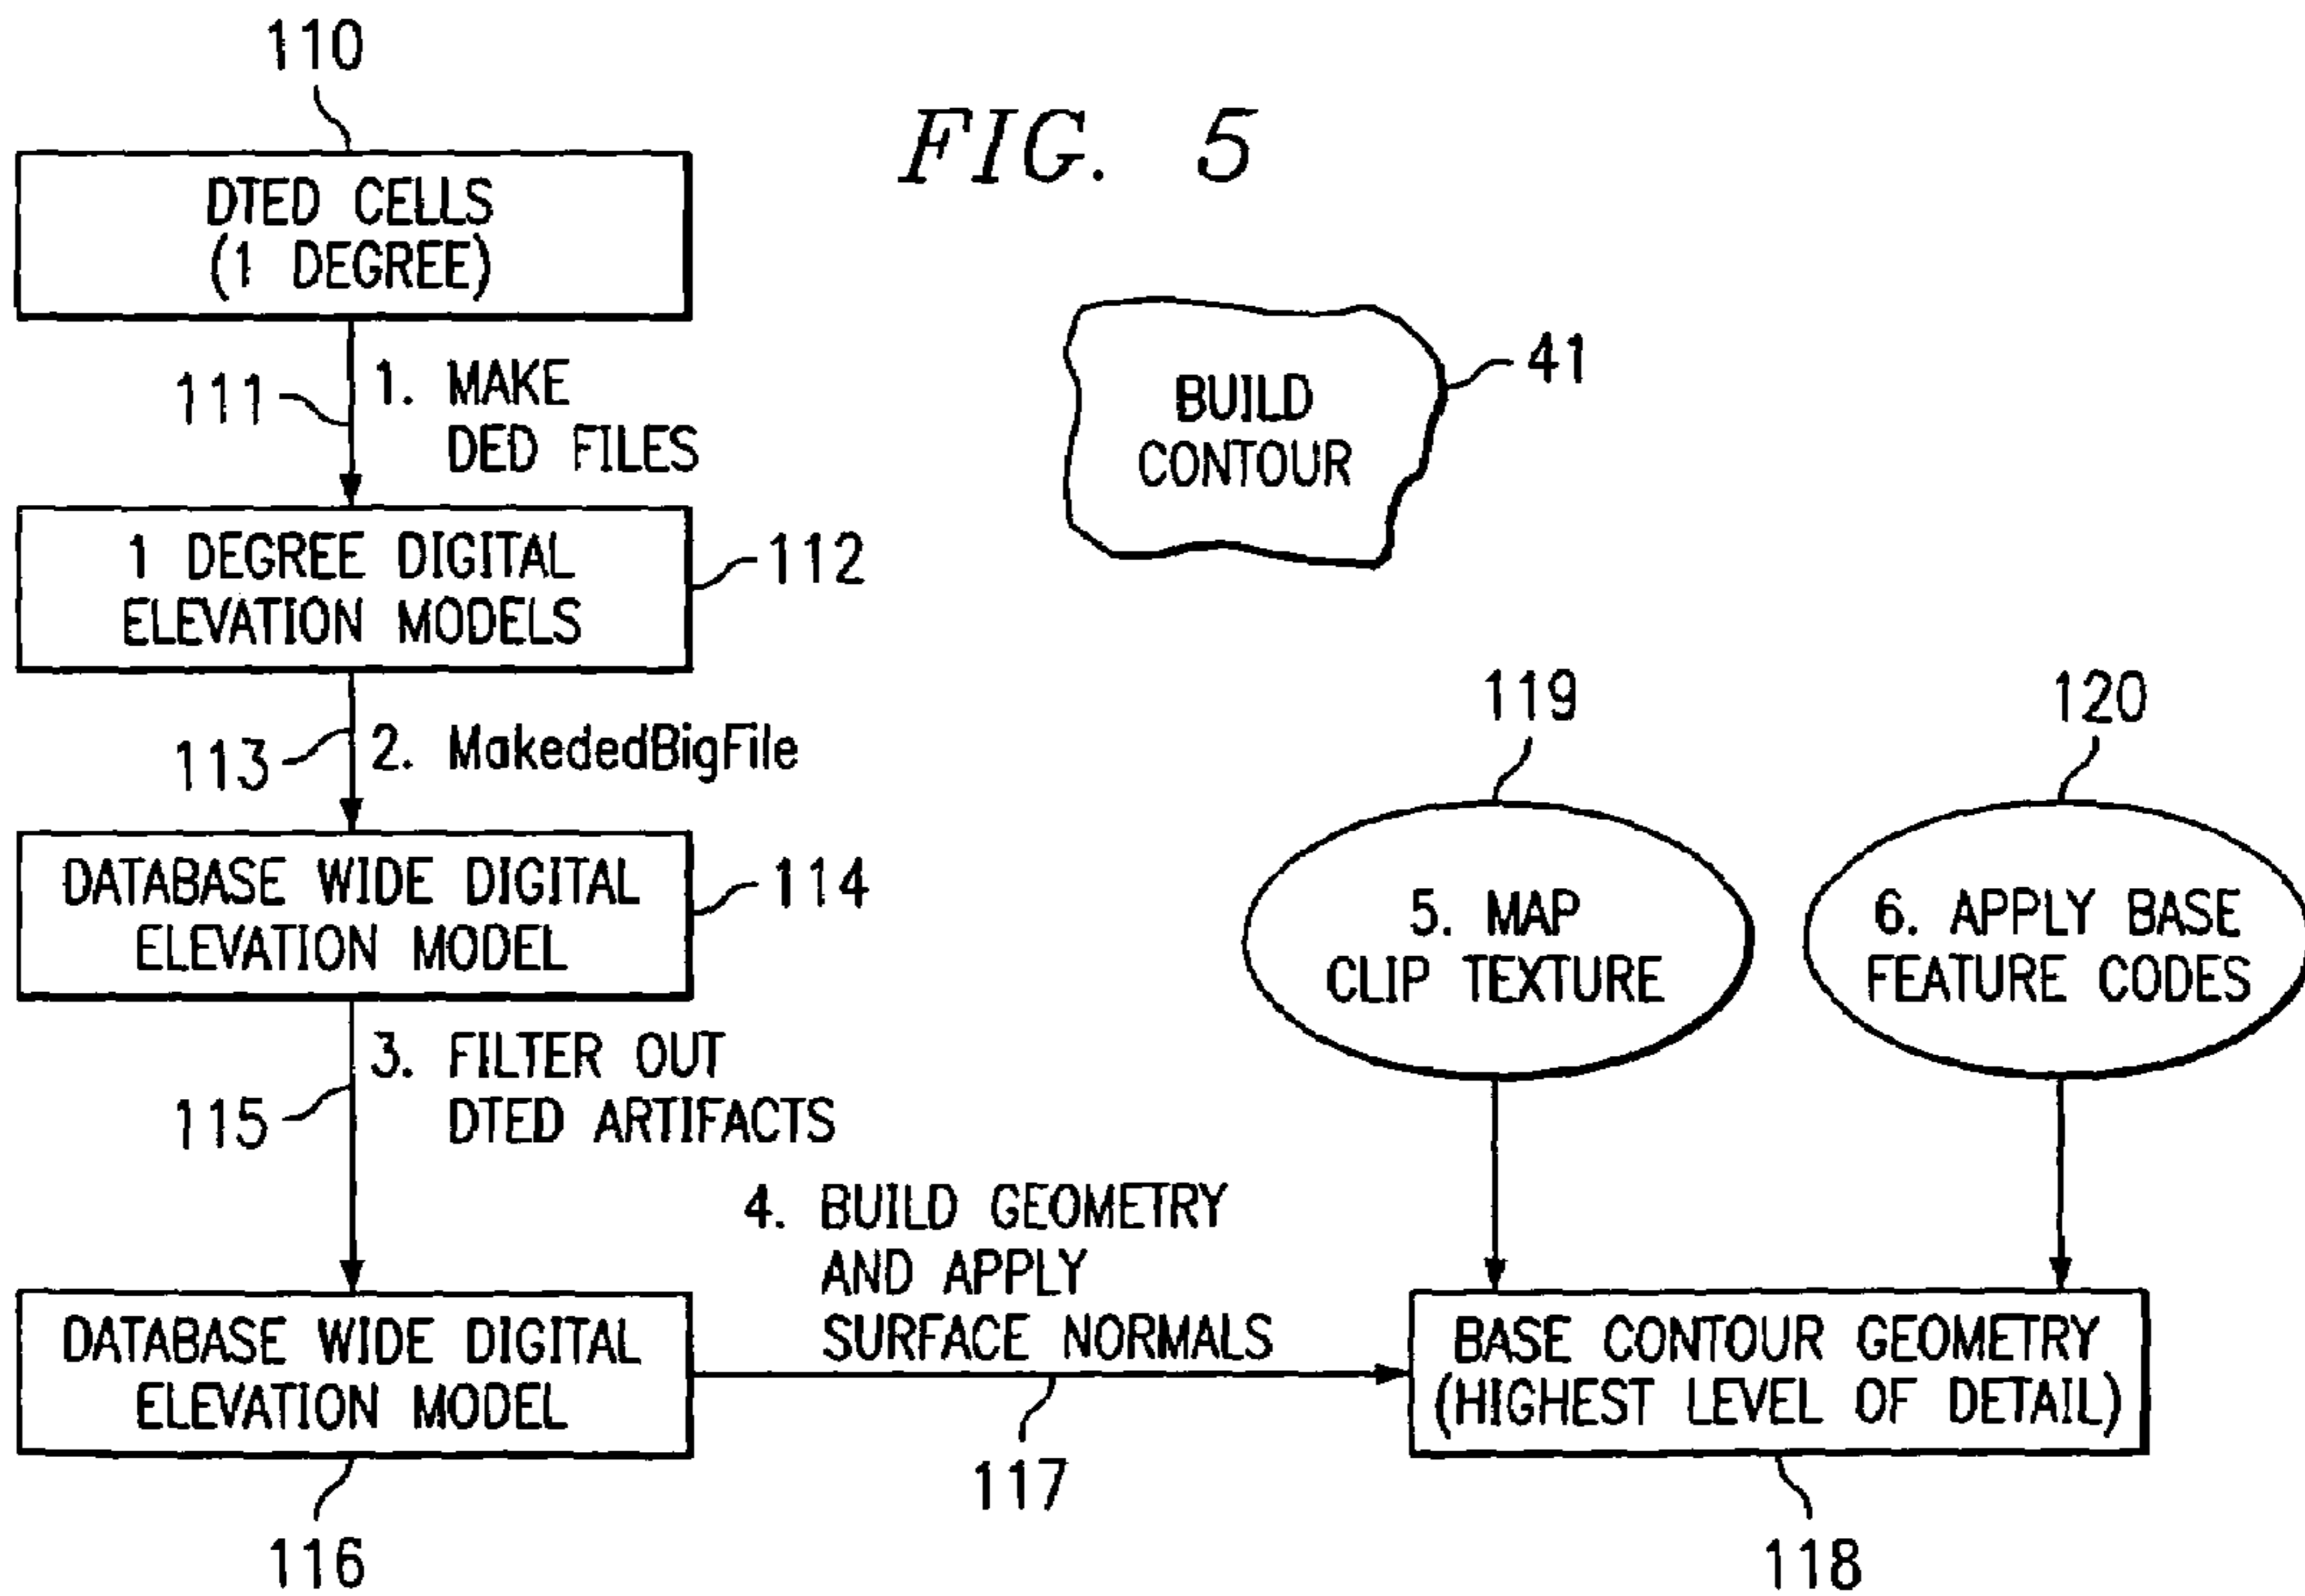 110
FIG. 5
DTED CELLS
(1 DEGREE)
111
1. MAKE
DED FILES
BUILD
CONTOUR
41
1 DEGREE DIGITAL
ELEVATION MODELS
112
113
2. MakededBigFile
119
120
DATABASE WIDE DIGITAL
ELEVATION MODEL
114
5. MAP
CLIP TEXTURE
6. APPLY BASE
FEATURE CODES
115
3. FILTER OUT
DTED ARTIFACTS
4. BUILD GEOMETRY
AND APPLY
SURFACE NORMALS
117
DATABASE WIDE DIGITAL
ELEVATION MODEL
116
BASE CONTOUR GEOMETRY
(HIGHEST LEVEL OF DETAIL)
118